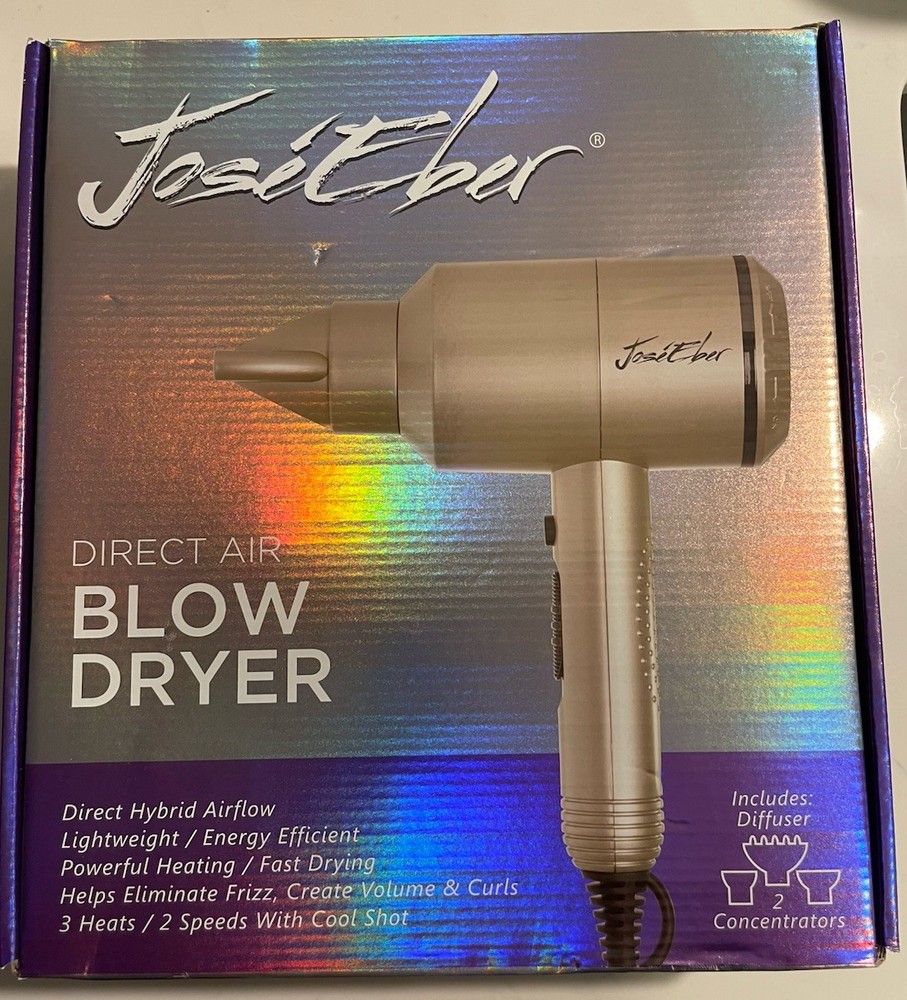 JoséEber®
JoséEber
DIRECT AIR
BLOW
DRYER
Direct Hybrid Airflow
Lightweight / Energy Efficient
Powerful Heating / Fast Drying
Helps Eliminate Frizz, Create Volume & Curls
3 Heats / 2 Speeds With Cool Shot
Includes:
Diffuser
2
Concentrators